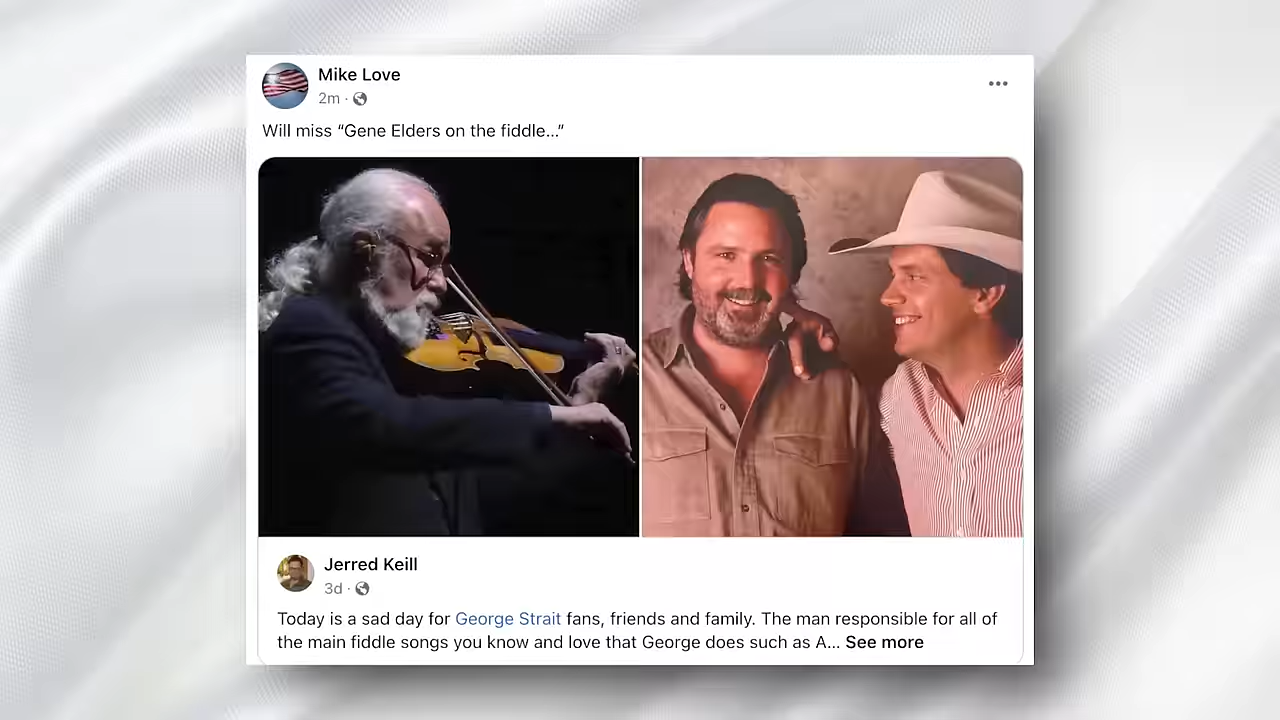 Mike Love
2m ·
Will miss “Gene Elders on the fiddle...”
Jerred Keill
3d ·
Today is a sad day for George Strait fans, friends and family. The man responsible for all of
the main fiddle songs you know and love that George does such as A... See more